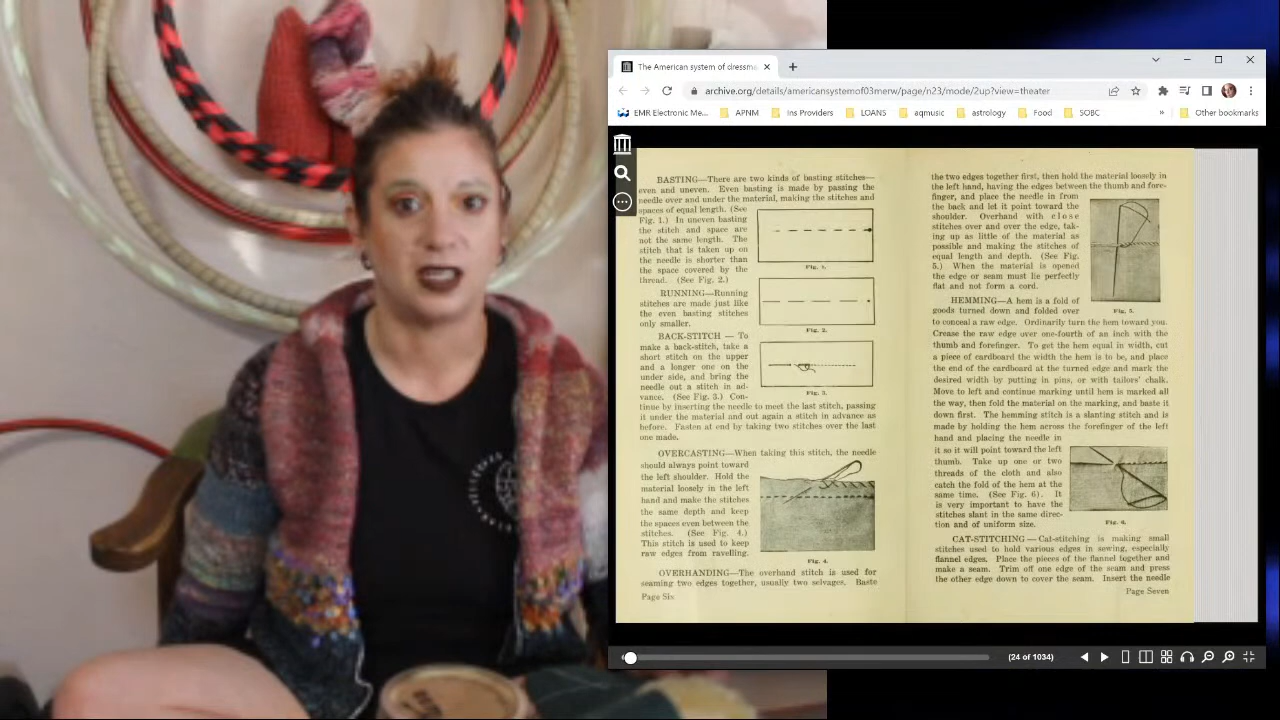 The American system of dressma
archive.org/details/americansystemof03merw/page/n23/mode/2up?view=theater
EMR Electronic Me...
APNM
Ins Providers
LOANS
aqmusic
astrology
Food
SOBC
»
Other bookmarks
BASTING—There are two kinds of basting stitches—
even and uneven. Even basting is made by passing the
needle over and under the material, making the stitches and
spaces of equal length. (See
Fig. 1.) In uneven basting
the stitch and space are
not the same length. The
stitch that is taken up on
the needle is shorter than
the space covered by the
thread. (See Fig. 2.)
Fig. 1.
RUNNING—Running
stitches are made just like
the even basting stitches
only smaller.
Fig. 2.
BACK-STITCH — To
make a back-stitch, take a
short stitch on the upper
and a longer one on the
under side, and bring the
needle out a stitch in ad-
vance. (See Fig. 3.) Con-
Fig. 3.
tinue by inserting the needle to meet the last stitch, passing
it under the material and out again a stitch in advance as
before. Fasten at end by taking two stitches over the last
one made.
OVERCASTING—When taking this stitch, the needle
should always point toward
the left shoulder. Hold the
material loosely in the left
hand and make the stitches
the same depth and keep
the spaces even between the
stitches. (See Fig. 4.)
This stitch is used to keep
raw edges from ravelling.
Fig. 4.
OVERHANDING—The overhand stitch is used for
seaming two edges together, usually two selvages. Baste
Page Six
the two edges together first, then hold the material loosely in
the left hand, having the edges between the thumb and fore-
finger, and place the needle in from
the back and let it point toward the
shoulder. Overhand with close
stitches over and over the edge, tak-
ing up as little of the material as
possible and making the stitches of
equal length and depth. (See Fig.
5.) When the material is opened
the edge or seam must lie perfectly
flat and not form a cord.
Fig. 5.
HEMMING—A hem is a fold of
goods turned down and folded over
to conceal a raw edge. Ordinarily turn the hem toward you.
Crease the raw edge over one-fourth of an inch with the
thumb and forefinger. To get the hem equal in width, cut
a piece of cardboard the width the hem is to be, and place
the end of the cardboard at the turned edge and mark the
desired width by putting in pins, or with tailors' chalk.
Move to left and continue marking until hem is marked all
the way, then fold the material on the marking, and baste it
down first. The hemming stitch is a slanting stitch and is
made by holding the hem across the forefinger of the left
hand and placing the needle in
it so it will point toward the left
thumb. Take up one or two
threads of the cloth and also
catch the fold of the hem at the
same time. (See Fig. 6). It
is very important to have the
stitches slant in the same direc-
tion and of uniform size.
Fig. 6.
CAT-STITCHING — Cat-stitching is making small
stitches used to hold various edges in sewing, especially
flannel edges. Place the pieces of the flannel together and
make a seam. Trim off one edge of the seam and press
the other edge down to cover the seam. Insert the needle
Page Seven
(24 of 1034)